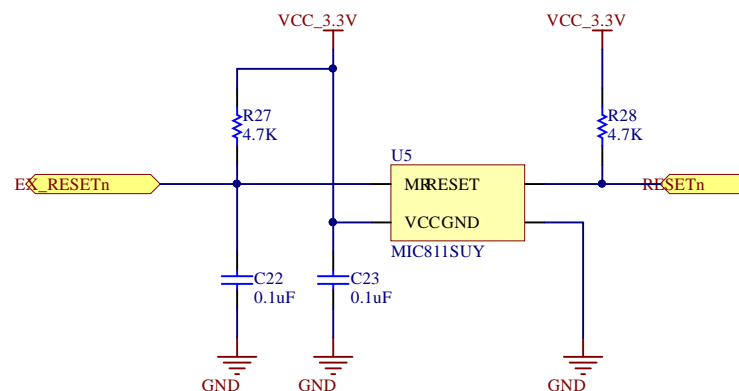 VCC_3.3V
VCC_3.3V
R27
4.7K
R28
4.7K
U5
EX_RESETn
MR
RESET
RESETn
VCC
GND
MIC811SUY
C22
0.1uF
C23
0.1uF
GND
GND
GND